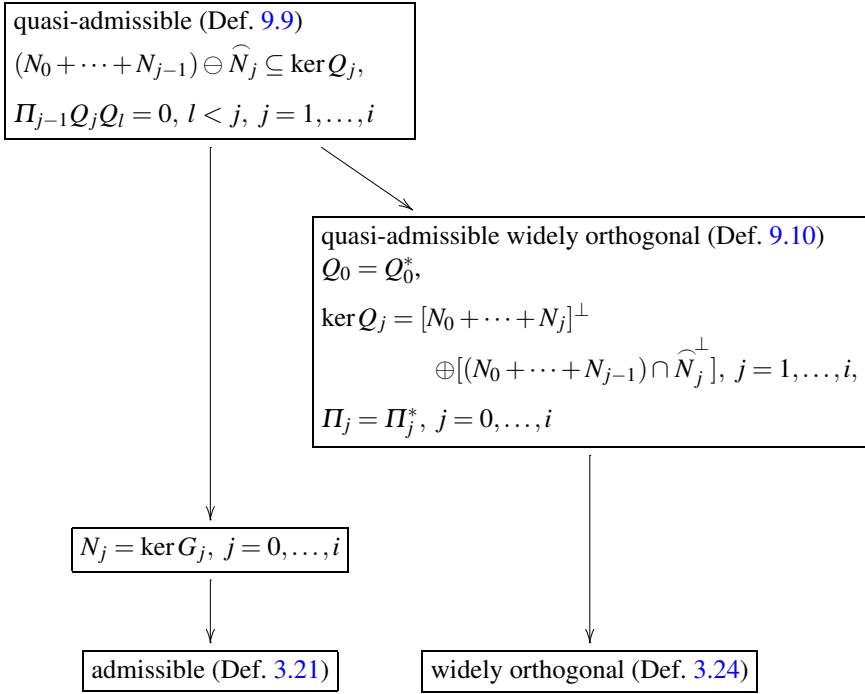 quasi-admissible (Def. 9.9)
(N₀ + ⋯ + N_{j−1}) ⊖ \widehat{N}_j ⊆ ker Q_j,
Π_{j−1}Q_jQ_l = 0, l < j, j = 1,…,i
quasi-admissible widely orthogonal (Def. 9.10)
Q₀ = Q₀*,
ker Q_j = [N₀ + ⋯ + N_j]^⊥
⊕[(N₀ + ⋯ + N_{j−1}) ∩ \widehat{N}_j^⊥], j = 1,…,i,
Π_j = Π_j*, j = 0,…,i
N_j = ker G_j, j = 0,…,i
admissible (Def. 3.21)
widely orthogonal (Def. 3.24)